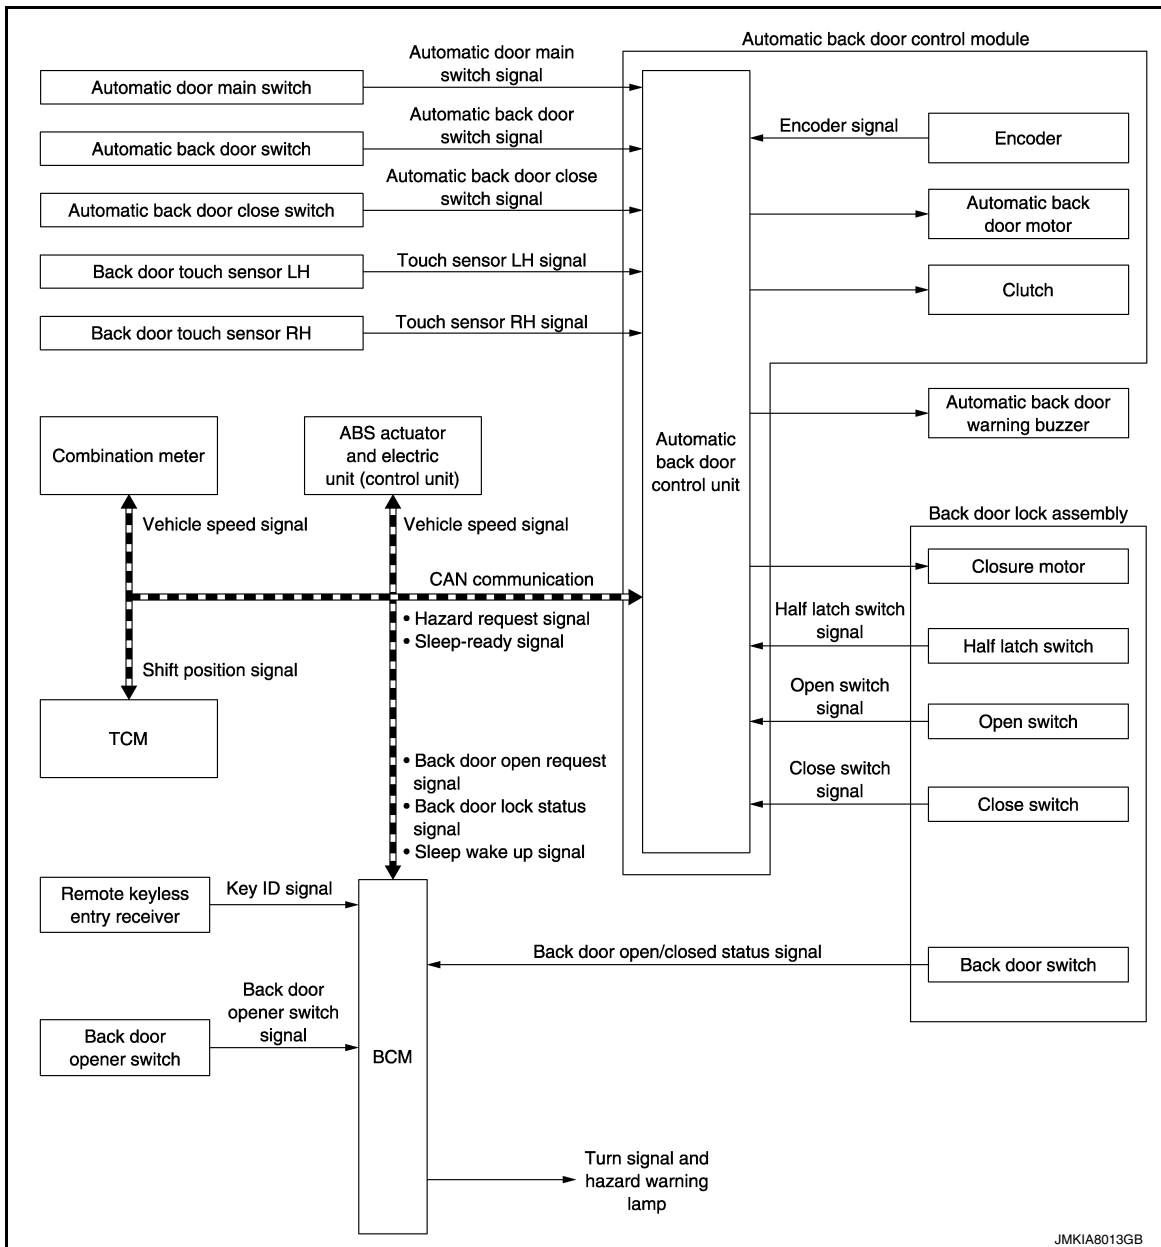 Automatic back door control module
Automatic door main switch
Automatic door main
switch signal
Automatic back door switch
Automatic back door
switch signal
Automatic back door close switch
Automatic back door close
switch signal
Back door touch sensor LH
Touch sensor LH signal
Back door touch sensor RH
Touch sensor RH signal
Encoder signal
Encoder
Automatic back
door motor
Clutch
Automatic back door
warning buzzer
Automatic
back door
control unit
Combination meter
ABS actuator
and electric
unit (control unit)
Vehicle speed signal
Vehicle speed signal
CAN communication
• Hazard request signal
• Sleep-ready signal
Shift position signal
TCM
• Back door open request
signal
• Back door lock status
signal
• Sleep wake up signal
Back door lock assembly
Closure motor
Half latch switch
signal
Half latch switch
Open switch
signal
Open switch
Close switch
signal
Close switch
Remote keyless
entry receiver
Key ID signal
Back door open/closed status signal
Back door switch
Back door
opener switch
Back door
opener switch
signal
BCM
Turn signal and
hazard warning
lamp
JMKIA8013GB